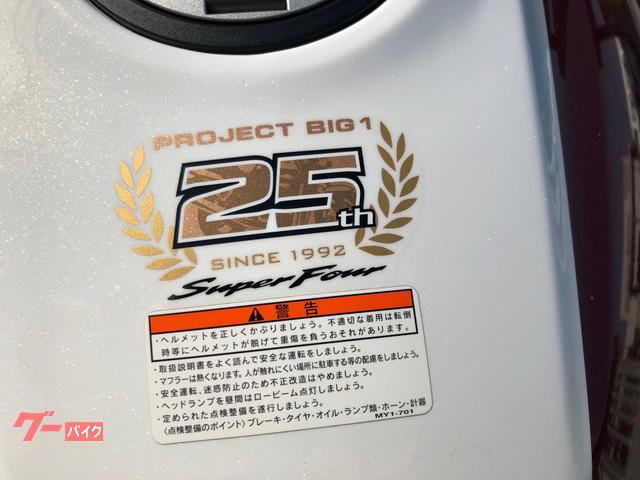 PROJECT BIG 1
25th
SINCE 1992
Super Four
警告
・ヘルメットを正しくかぶりましょう。不適切な着用は転倒
時等にヘルメットが脱げて重傷を負うおそれがあります。
・取扱説明書をよく読んで安全な運転をしましょう。
・マフラーは熱くなります。人が触れにくい場所に駐車する等の配慮をしましょう。
・安全運転、迷惑防止のため不正改造はやめましょう。
・ヘッドランプを昼間はロービーム点灯しましょう。
・定められた点検整備を遂行しましょう。
〈点検整備のポイント〉ブレーキ・タイヤ・オイル・ランプ類・ホーン・計器
MY1-701
グーバイク